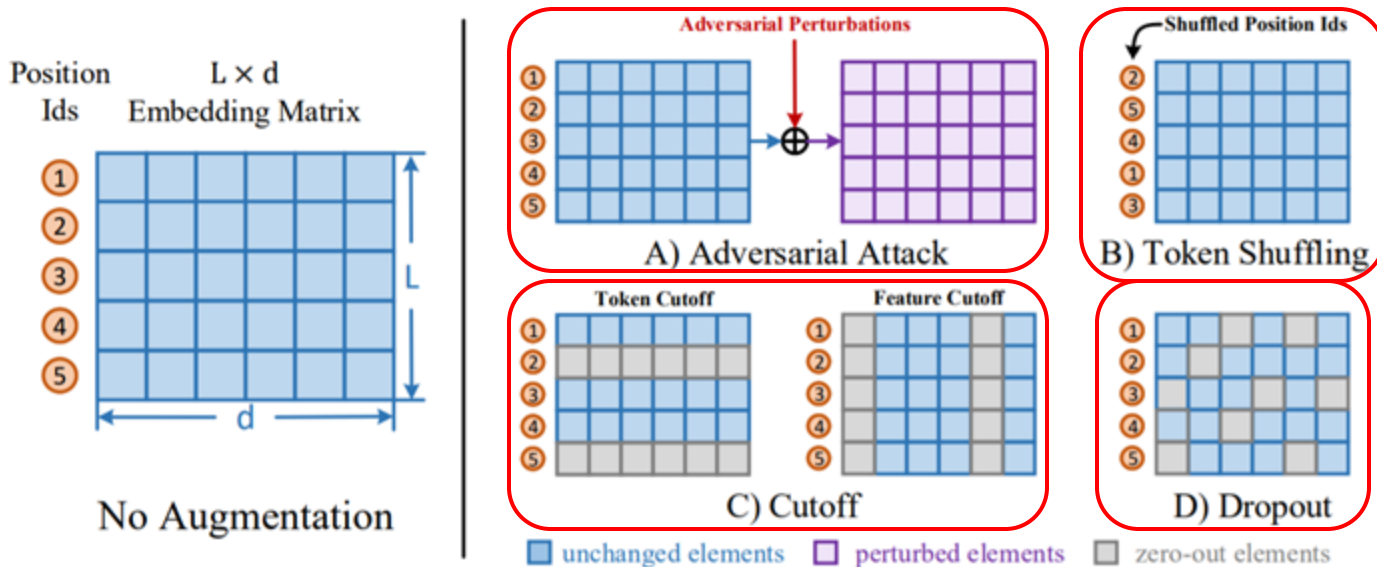 Position Ids
L × d
Embedding Matrix
1
2
3
4
5
L
d
No Augmentation
Adversarial Perturbations
1
2
3
4
5
A) Adversarial Attack
Shuffled Position Ids
2
5
4
1
3
B) Token Shuffling
Token Cutoff
1
2
3
4
5
Feature Cutoff
1
2
3
4
5
C) Cutoff
1
2
3
4
5
D) Dropout
unchanged elements
perturbed elements
zero-out elements